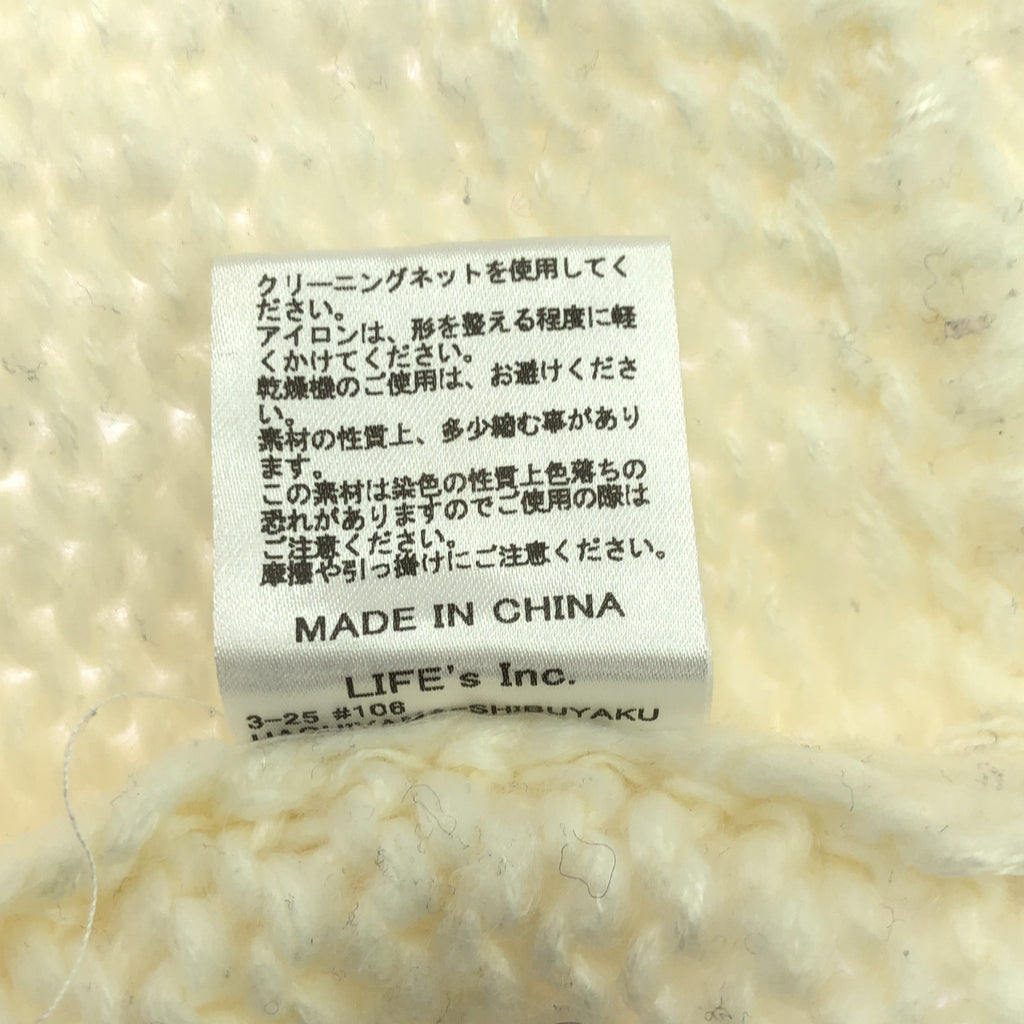 クリーニングネットを使用してく
ださい。
アイロンは、形を整える程度に軽
くかけてください。
乾燥機のご使用は、お避けくださ
い。
素材の性質上、多少縮む事があり
ます。
この素材は染色の性質上色落ちの
恐れがありますのでご使用の際は
ご注意ください。
摩擦や引っ掛けにご注意ください。
MADE IN CHINA
LIFE's Inc.
3-25 #106
SHIBUYAKU